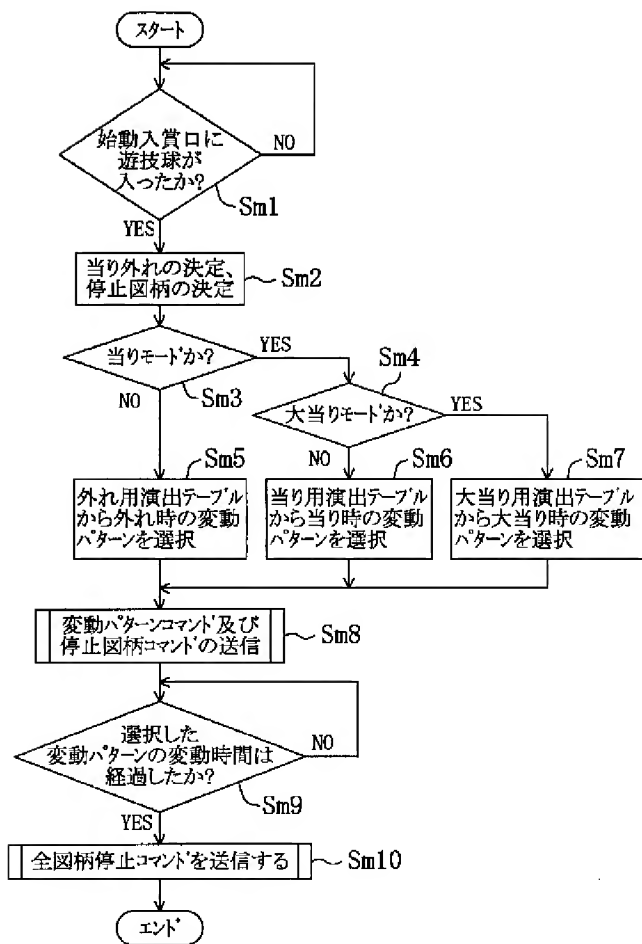 スタート
始動入賞口に
遊技球が
入ったか?
NO
Sm1
YES
当り外れの決定、
停止図柄の決定
Sm2
当りモードか?
YES
Sm3
NO
Sm4
大当りモードか?
YES
NO
Sm5
外れ用演出テーブル
から外れ時の変動
パターンを選択
Sm6
当り用演出テーブル
から当り時の変動
パターンを選択
Sm7
大当り用演出テーブル
から大当り時の変動
パターンを選択
変動パターンコマンド及び
停止図柄コマンドの送信
Sm8
選択した
変動パターンの変動時間は
経過したか?
NO
Sm9
YES
全図柄停止コマンドを送信する
Sm10
エンド